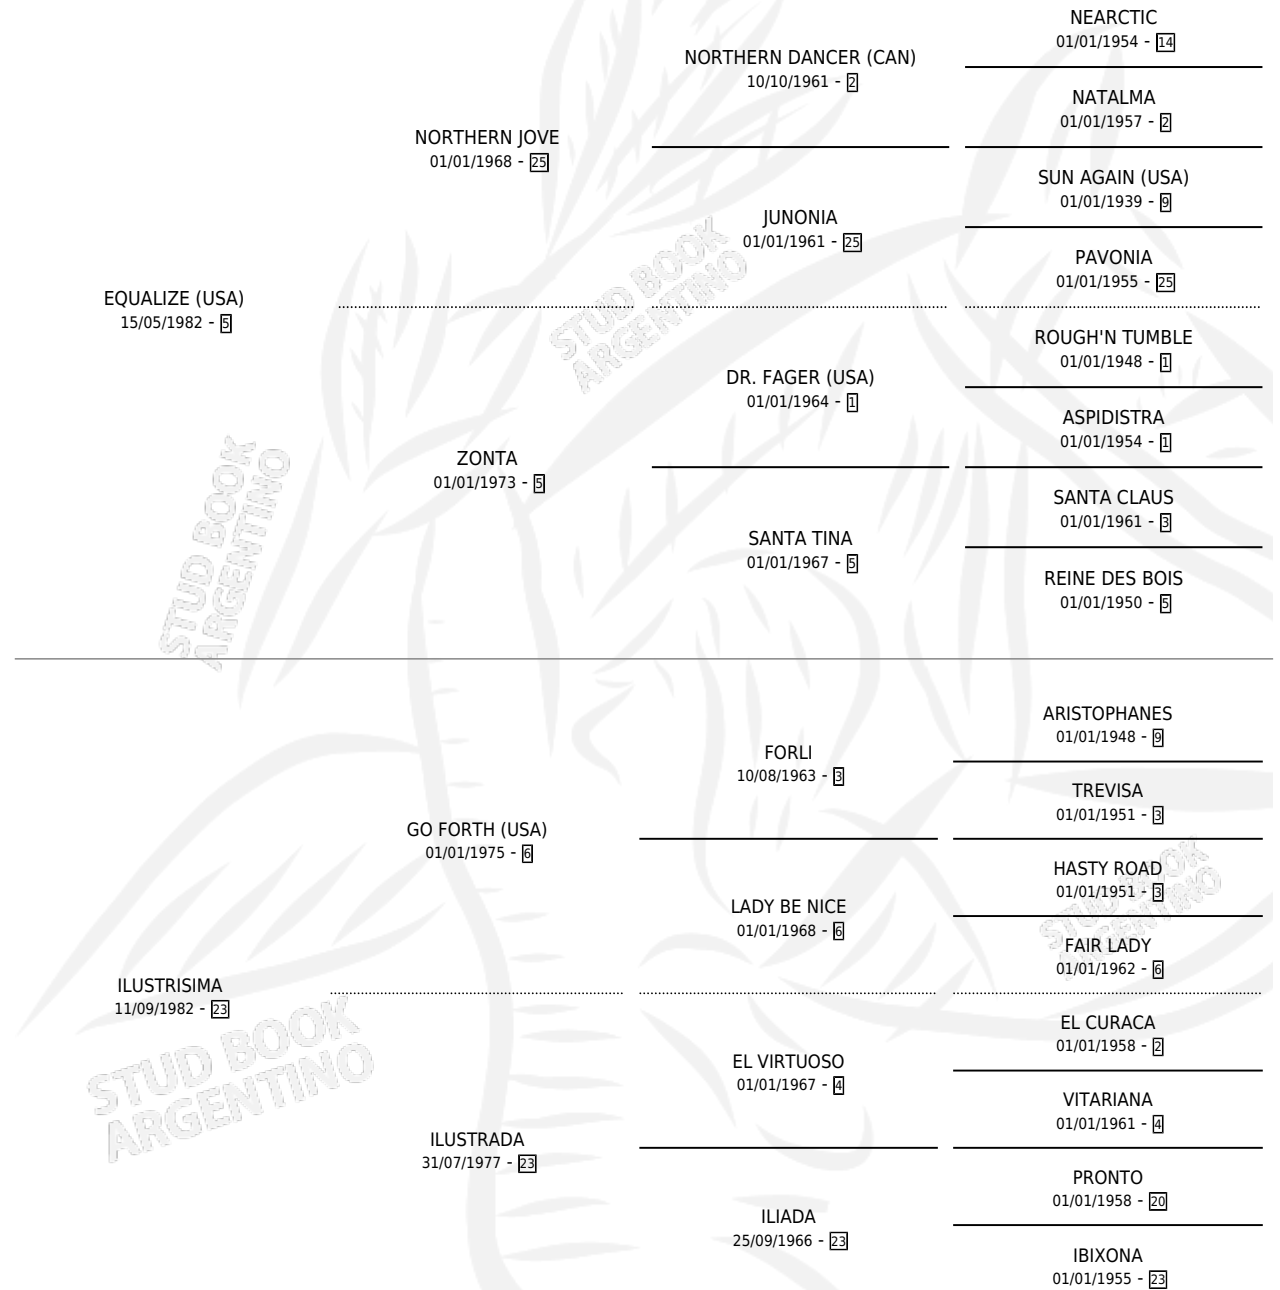 NEARCTIC
01/01/1954 - 14
NORTHERN DANCER (CAN)
10/10/1961 - 2
NATALMA
01/01/1957 - 2
NORTHERN JOVE
01/01/1968 - 25
SUN AGAIN (USA)
01/01/1939 - 9
JUNONIA
01/01/1961 - 25
PAVONIA
01/01/1955 - 25
STUD BOOK
ARGENTINO
EQUALIZE (USA)
15/05/1982 - 5
ROUGH'N TUMBLE
01/01/1948 - 1
DR. FAGER (USA)
01/01/1964 - 1
ASPIDISTRA
01/01/1954 - 1
ZONTA
01/01/1973 - 5
SANTA CLAUS
01/01/1961 - 3
SANTA TINA
01/01/1967 - 5
REINE DES BOIS
01/01/1950 - 5
STUD BOOK
ARGENTINO
ARISTOPHANES
01/01/1948 - 9
FORLI
10/08/1963 - 3
TREVISA
01/01/1951 - 3
GO FORTH (USA)
01/01/1975 - 6
HASTY ROAD
01/01/1951 - 3
LADY BE NICE
01/01/1968 - 6
STUD BOOK
ARGENTINO
FAIR LADY
01/01/1962 - 6
ILUSTRISIMA
11/09/1982 - 23
EL CURACA
01/01/1958 - 2
EL VIRTUOSO
01/01/1967 - 4
STUD BOOK
ARGENTINO
VITARIANA
01/01/1961 - 4
ILUSTRADA
31/07/1977 - 23
PRONTO
01/01/1958 - 20
ILIADA
25/09/1966 - 23
IBIXONA
01/01/1955 - 23